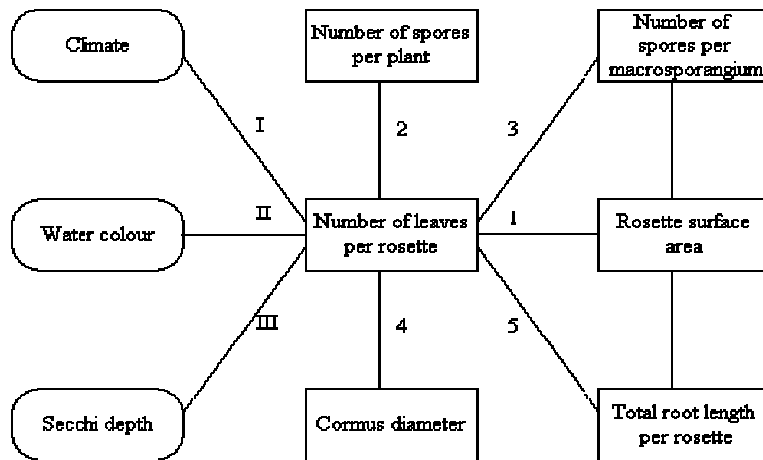 Climate
Number of spores
per plant
Number of
spores per
macrosporangium
I
2
3
Water colour
II
Number of leaves
per rosette
1
Rosette surface
area
III
4
5
Secchi depth
Cormus diameter
Total root length
per rosette